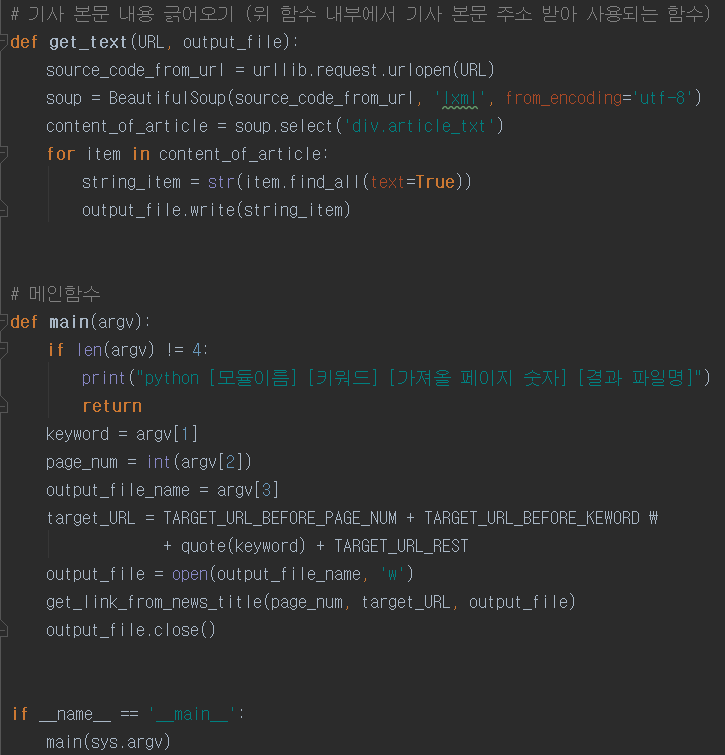 # 기사 본문 내용 긁어오기 (위 함수 내부에서 기사 본문 주소 받아 사용되는 함수)
def get_text(URL, output_file):
    source_code_from_url = urllib.request.urlopen(URL)
    soup = BeautifulSoup(source_code_from_url, 'lxml', from_encoding='utf-8')
    content_of_article = soup.select('div.article_txt')
    for item in content_of_article:
        string_item = str(item.find_all(text=True))
        output_file.write(string_item)
# 메인함수
def main(argv):
    if len(argv) != 4:
        print("python [모듈이름] [키워드] [가져올 페이지 숫자] [결과 파일명]")
        return
    keyword = argv[1]
    page_num = int(argv[2])
    output_file_name = argv[3]
    target_URL = TARGET_URL_BEFORE_PAGE_NUM + TARGET_URL_BEFORE_KEWORD ₩
                 + quote(keyword) + TARGET_URL_REST
    output_file = open(output_file_name, 'w')
    get_link_from_news_title(page_num, target_URL, output_file)
    output_file.close()
if __name__ == '__main__':
    main(sys.argv)